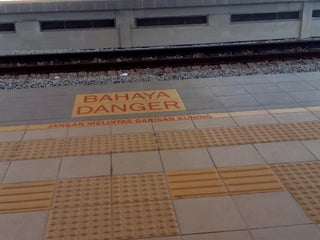 BAHAYA
DANGER
JANGAN MELINTAS GARISAN KUNING